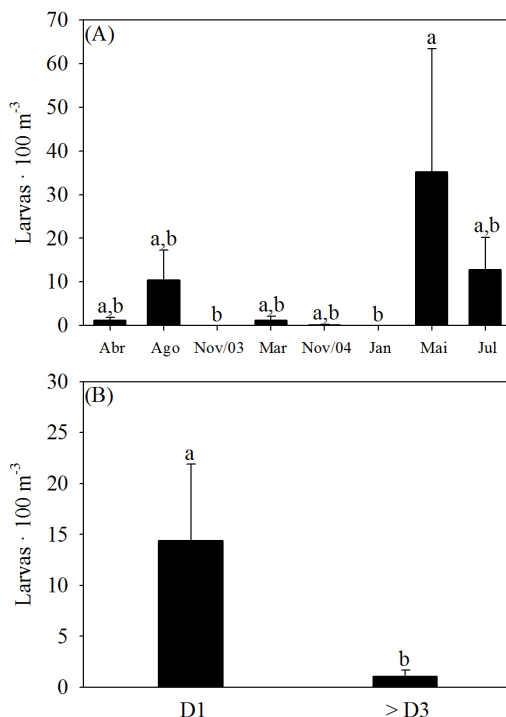 (A)
Larvas · 100 m⁻³
70
60
50
40
30
20
10
0
a,b
a,b
b
a,b
a,b
b
a
a,b
Abr Ago Nov/03 Mar Nov/04 Jan Mai Jul
(B)
Larvas · 100 m⁻³
30
25
20
15
10
5
0
a
b
D1 > D3